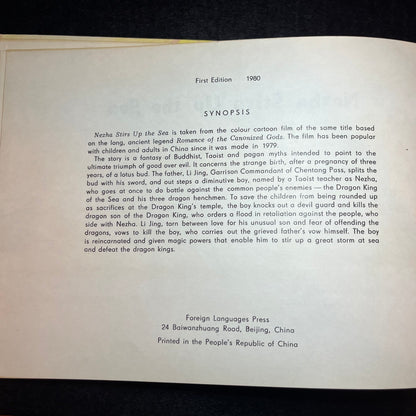 First Edition 1980
SYNOPSIS
Nezha Stirs Up the Sea is taken from the colour cartoon film of the same title based
on the long, ancient legend Romance of the Canonized Gods. The film has been popular
with children and adults in China since it was made in 1979.
The story is a fantasy of Buddhist, Taoist and pagan myths intended to point to the
ultimate triumph of good over evil. It concerns the strange birth, after a pregnancy of three
years, of a lotus bud. The father, Li Jing, Garrison Commandant of Chentang Pass, splits the
bud with his sword, and out steps a diminutive boy, named by a Taoist teacher as Nezha,
who goes at once to do battle against the common people's enemies — the Dragon King
of the Sea and his three dragon henchmen. To save the children from being rounded up
as sacrifices at the Dragon King's temple, the boy knocks out a devil guard and kills the
dragon son of the Dragon King, who orders a flood in retaliation against the people, who
side with Nezha. Li Jing, torn between love for his unusual son and fear of offending the
dragons, vows to kill the boy, who carries out the grieved father's vow himself. The boy
is reincarnated and given magic powers that enable him to stir up a great storm at sea
and defeat the dragon kings.
Foreign Languages Press
24 Baiwanzhuang Road, Beijing, China
Printed in the People's Republic of China